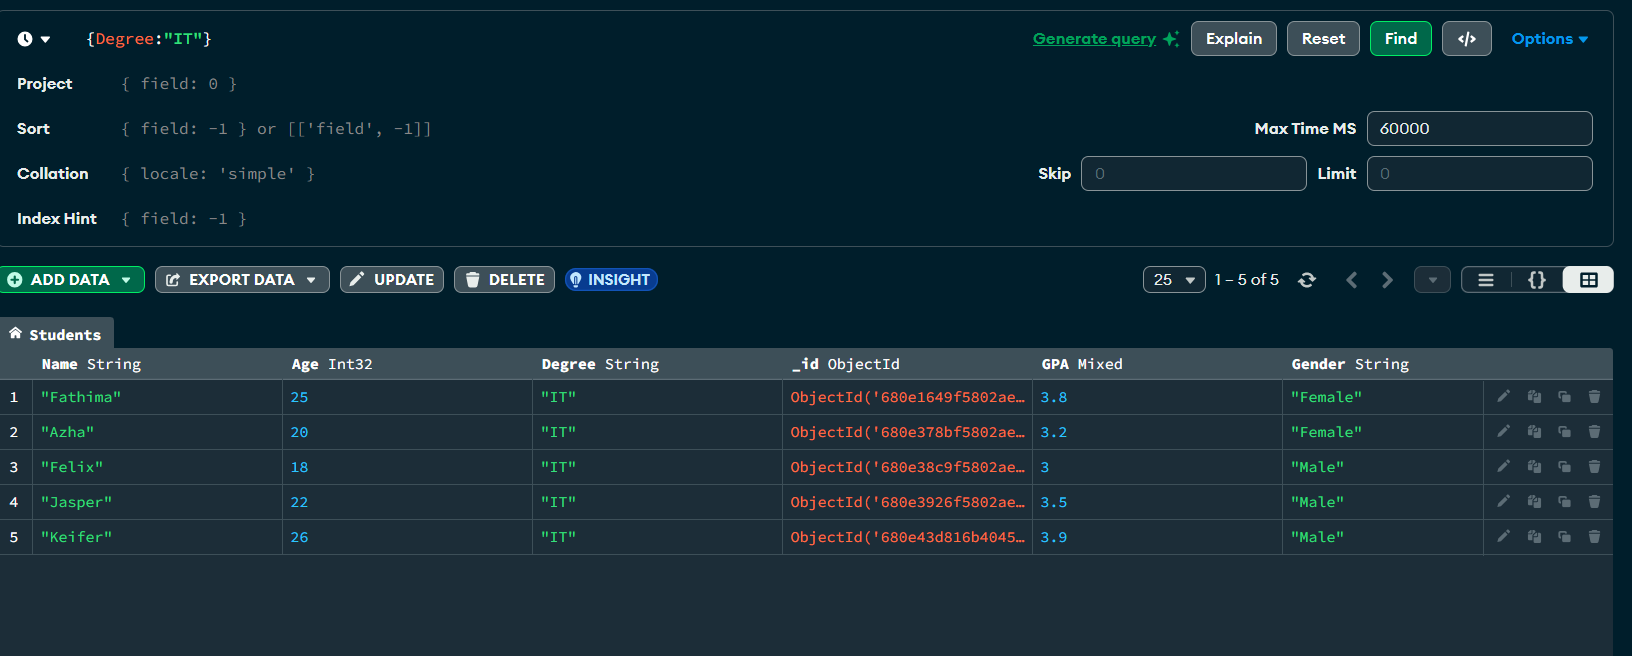 {Degree:"IT"} Generate query Explain Reset Find </> Options
Project { field: 0 }
Sort { field: -1 } or [['field', -1]] Max Time MS 60000
Collation { locale: 'simple' } Skip 0 Limit 0
Index Hint { field: -1 }
ADD DATA EXPORT DATA UPDATE DELETE INSIGHT 25 1 – 5 of 5 {}
Students
Name String Age Int32 Degree String _id ObjectId GPA Mixed Gender String
1 "Fathima" 25 "IT" ObjectId('680e1649f5802ae… 3.8 "Female"
2 "Azha" 20 "IT" ObjectId('680e378bf5802ae… 3.2 "Female"
3 "Felix" 18 "IT" ObjectId('680e38c9f5802ae… 3 "Male"
4 "Jasper" 22 "IT" ObjectId('680e3926f5802ae… 3.5 "Male"
5 "Keifer" 26 "IT" ObjectId('680e43d816b4045… 3.9 "Male"